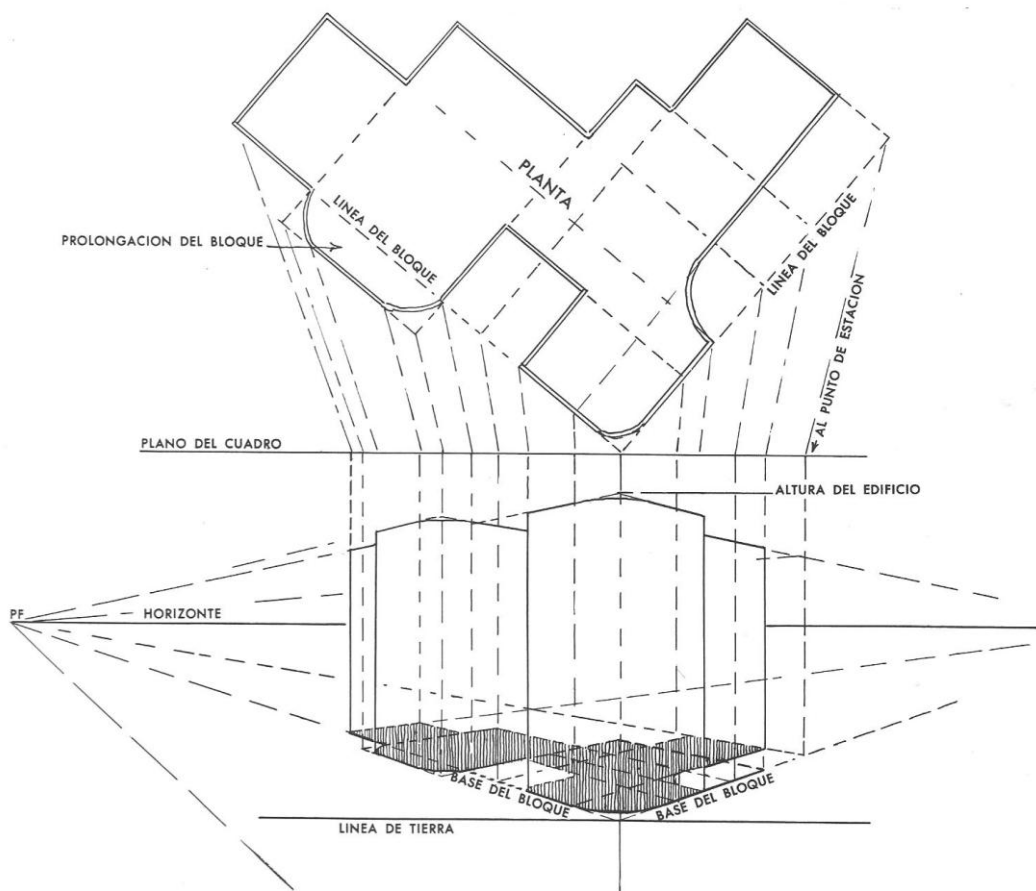 PLANTA
LINEA DEL BLOQUE
LINEA DEL BLOQUE
PROLONGACION DEL BLOQUE
AL PUNTO DE ESTACION
PLANO DEL CUADRO
ALTURA DEL EDIFICIO
PF
HORIZONTE
BASE DEL BLOQUE
BASE DEL BLOQUE
LINEA DE TIERRA